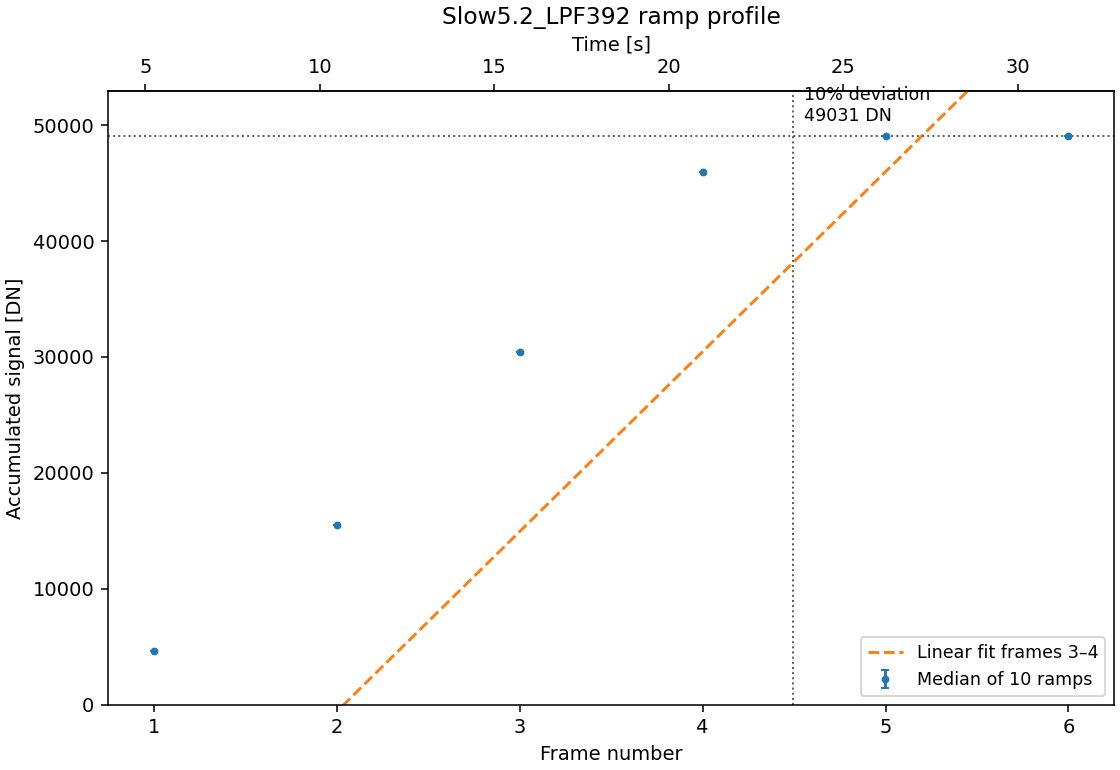 Slow5.2_LPF392 ramp profile
Time [s]
5 10 15 20 25 30
10% deviation
49031 DN
50000
40000
30000
20000
10000
0
Accumulated signal [DN]
Linear fit frames 3–4
Median of 10 ramps
1 2 3 4 5 6
Frame number